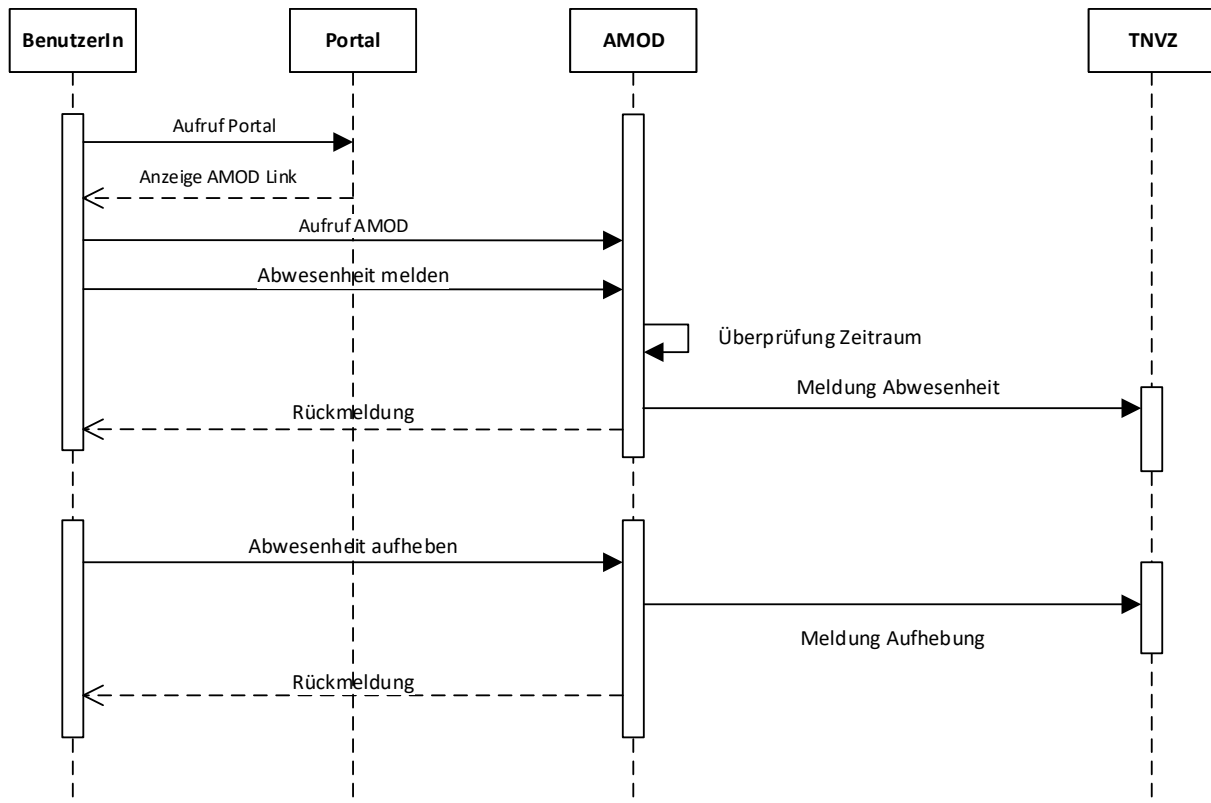 BenutzerIn
Portal
AMOD
TNVZ
Aufruf Portal
Anzeige AMOD Link
Aufruf AMOD
Abwesenheit melden
Überprüfung Zeitraum
Meldung Abwesenheit
Rückmeldung
Abwesenheit aufheben
Meldung Aufhebung
Rückmeldung